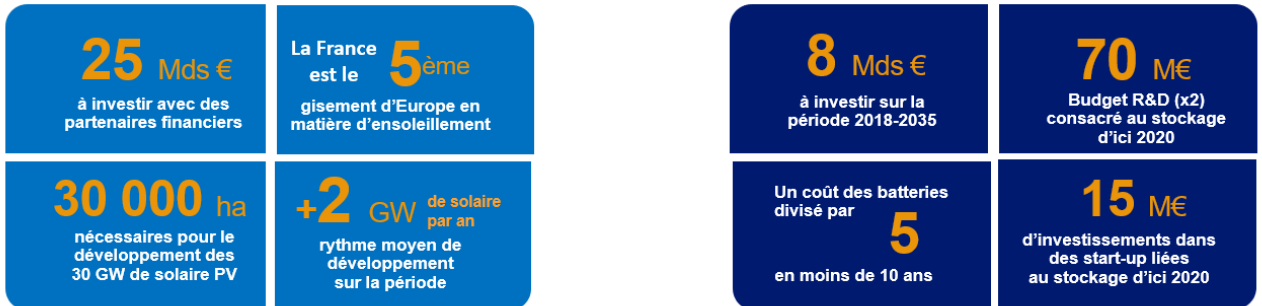 25 Mds €
à investir avec des
partenaires financiers
La France
est le 5ème
gisement d’Europe en
matière d’ensoleillement
30 000 ha
nécessaires pour le
développement des
30 GW de solaire PV
+2 GW de solaire
par an
rythme moyen de
développement
sur la période
8 Mds €
à investir sur la
période 2018-2035
70 M€
Budget R&D (x2)
consacré au stockage
d’ici 2020
Un coût des batteries
divisé par
5
en moins de 10 ans
15 M€
d’investissements dans
des start-up liées
au stockage d’ici 2020